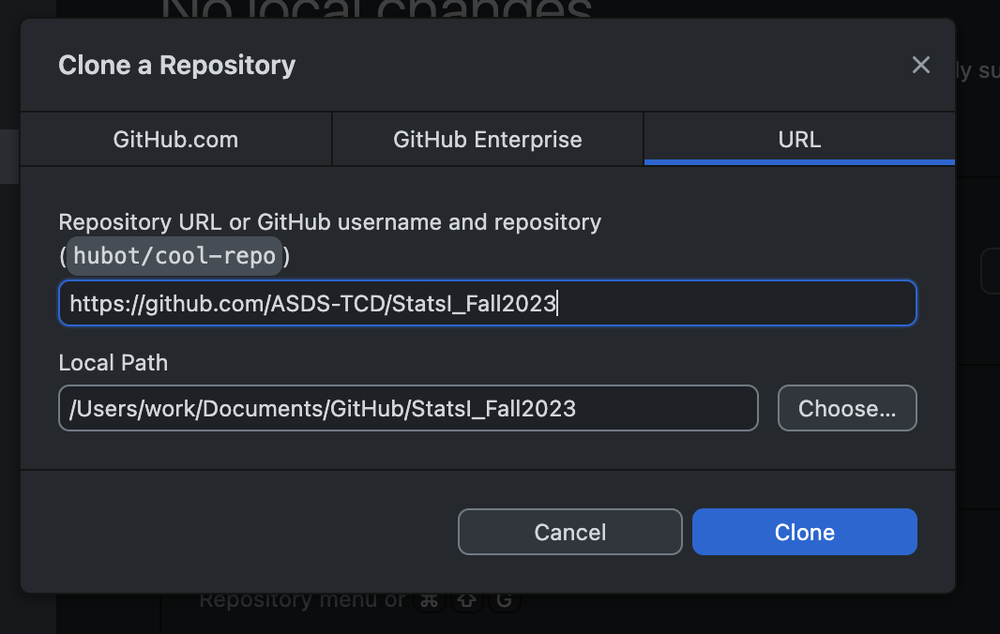 No local changes
Clone a Repository
ly su
GitHub.com GitHub Enterprise URL
Repository URL or GitHub username and repository
(hubot/cool-repo)
https://github.com/ASDS-TCD/StatsI_Fall2023
Local Path
/Users/work/Documents/GitHub/StatsI_Fall2023 Choose...
Cancel Clone
Repository menu or ⌘ ⇧ G